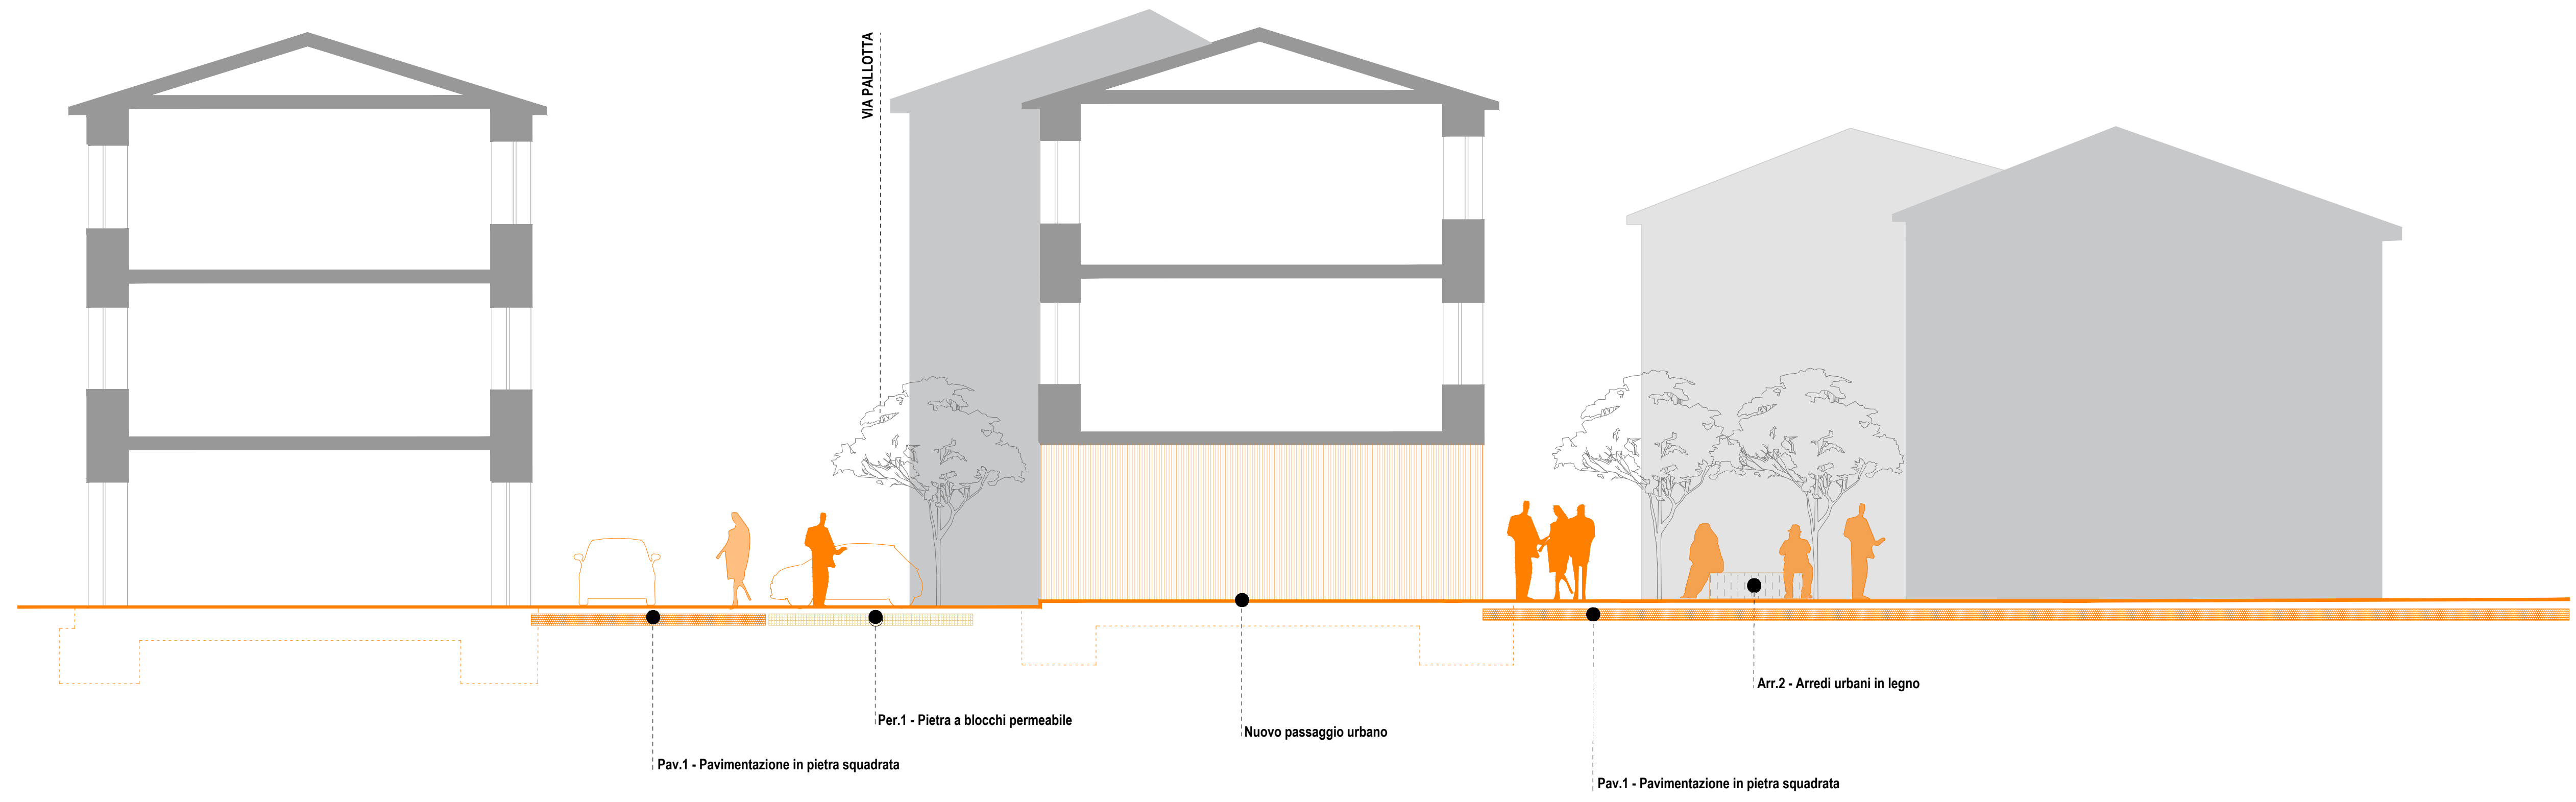 VIA PALLOTTA
Arr.2 - Arredi urbani in legno
Per.1 - Pietra a blocchi permeabile
Nuovo passaggio urbano
Pav.1 - Pavimentazione in pietra squadrata
Pav.1 - Pavimentazione in pietra squadrata